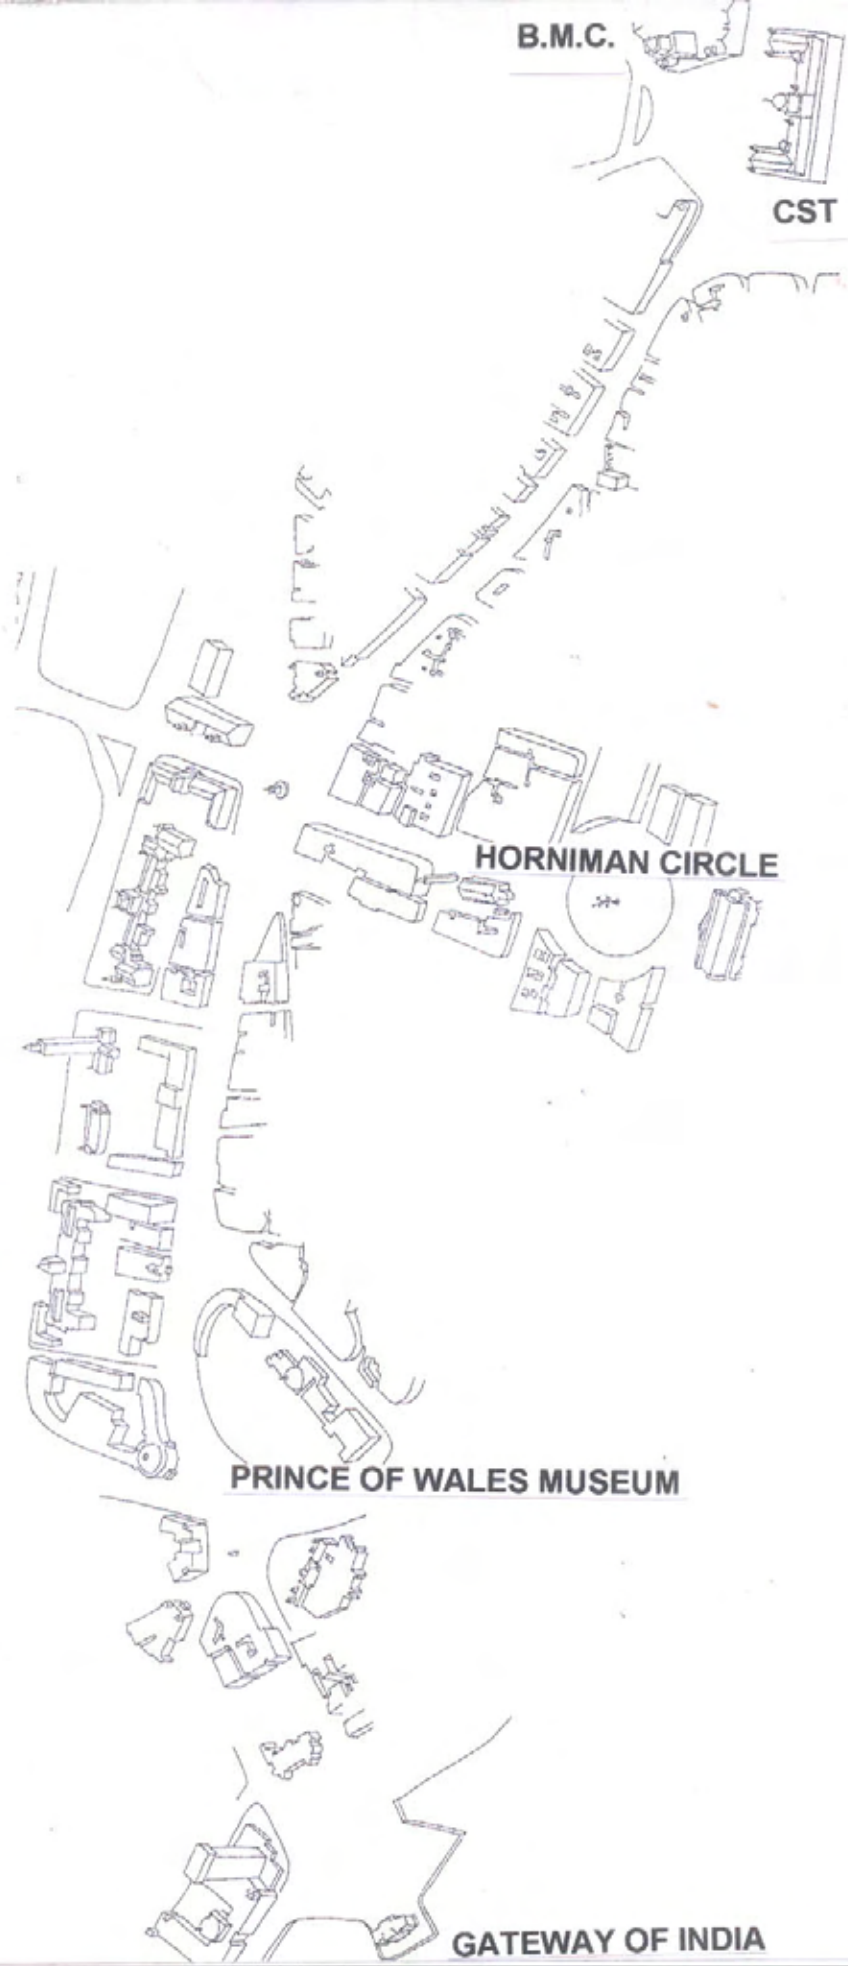 B.M.C.
CST
HORNIMAN CIRCLE
PRINCE OF WALES MUSEUM
GATEWAY OF INDIA